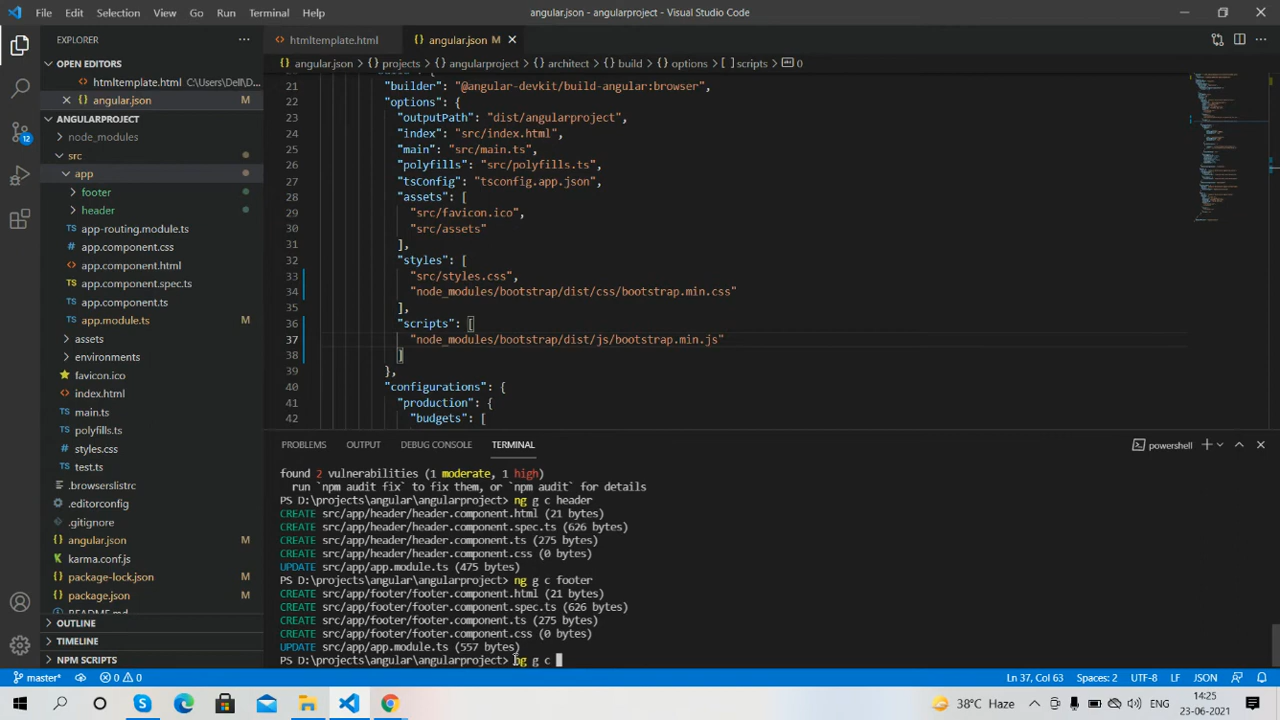 File Edit Selection View Go Run Terminal Help
angular.json - angularproject - Visual Studio Code
EXPLORER
OPEN EDITORS
htmltemplate.html C:\Users\Dell\D...
angular.json M
ANGULARPROJECT
node_modules
src
app
footer
header
app-routing.module.ts
app.component.css
app.component.html
app.component.spec.ts
app.component.ts
app.module.ts
assets
environments
favicon.ico
index.html
main.ts
polyfills.ts
styles.css
test.ts
.browserslistrc
.editorconfig
.gitignore
angular.json M
karma.conf.js
package-lock.json M
package.json M
README.md
OUTLINE
TIMELINE
NPM SCRIPTS
12
htmltemplate.html
angular.json M
angular.json > {} projects > {} angularproject > {} architect > {} build > {} options > [ ] scripts > 0
21 "builder": "@angular-devkit/build-angular:browser",
22 "options": {
23 "outputPath": "dist/angularproject",
24 "index": "src/index.html",
25 "main": "src/main.ts",
26 "polyfills": "src/polyfills.ts",
27 "tsconfig": "tsconfig.app.json",
28 "assets": [
29 "src/favicon.ico",
30 "src/assets"
31 ],
32 "styles": [
33 "src/styles.css",
34 "node_modules/bootstrap/dist/css/bootstrap.min.css"
35 ],
36 "scripts": [
37 "node_modules/bootstrap/dist/js/bootstrap.min.js"
38 ]
39 },
40 "configurations": {
41 "production": {
42 "budgets": [
PROBLEMS OUTPUT DEBUG CONSOLE TERMINAL
powershell
found 2 vulnerabilities (1 moderate, 1 high)
run `npm audit fix` to fix them, or `npm audit` for details
PS D:\projects\angular\angularproject> ng g c header
CREATE src/app/header/header.component.html (21 bytes)
CREATE src/app/header/header.component.spec.ts (626 bytes)
CREATE src/app/header/header.component.ts (275 bytes)
CREATE src/app/header/header.component.css (0 bytes)
UPDATE src/app/app.module.ts (475 bytes)
PS D:\projects\angular\angularproject> ng g c footer
CREATE src/app/footer/footer.component.html (21 bytes)
CREATE src/app/footer/footer.component.spec.ts (626 bytes)
CREATE src/app/footer/footer.component.ts (275 bytes)
CREATE src/app/footer/footer.component.css (0 bytes)
UPDATE src/app/app.module.ts (557 bytes)
PS D:\projects\angular\angularproject> ng g c
master* 0 0
Ln 37, Col 63 Spaces: 2 UTF-8 LF JSON
38°C Haze
ENG
14:25
23-06-2021